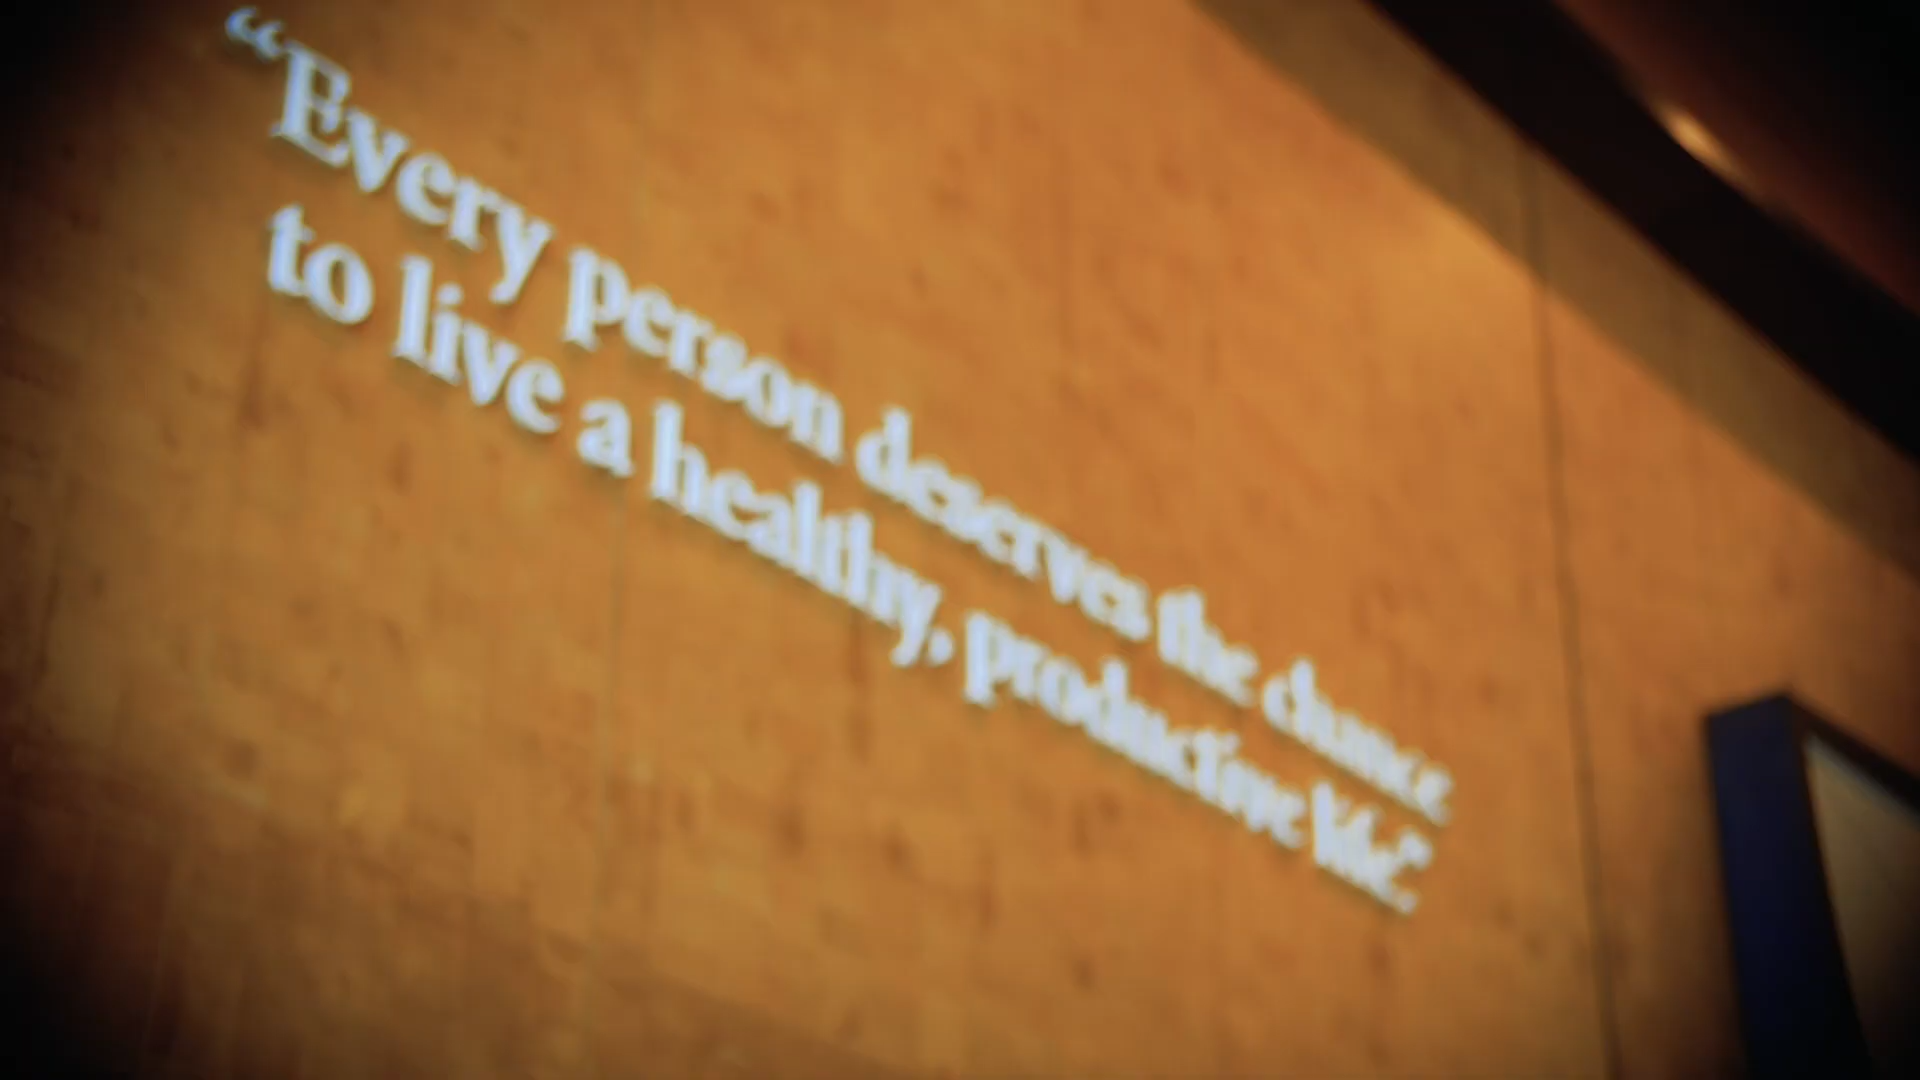 “Every person deserves the chance
to live a healthy, productive life.”